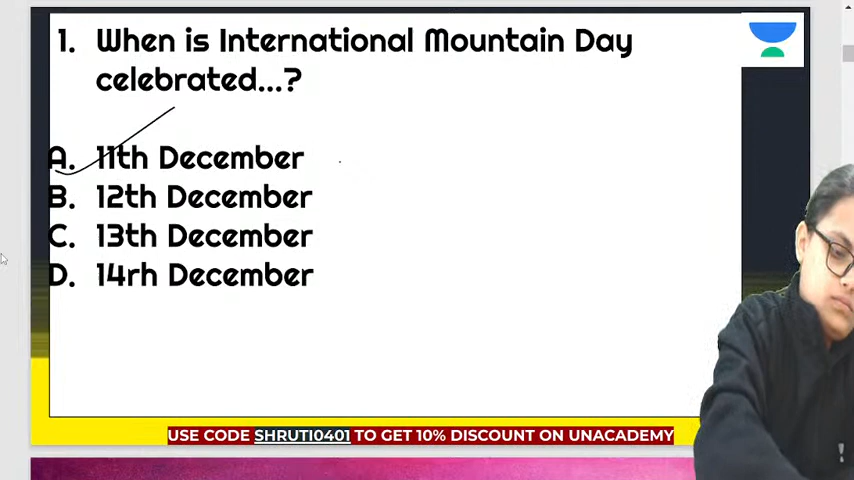 1. When is International Mountain Day
celebrated...?
A. 11th December
B. 12th December
C. 13th December
D. 14rh December
USE CODE SHRUTI0401 TO GET 10% DISCOUNT ON UNACADEMY